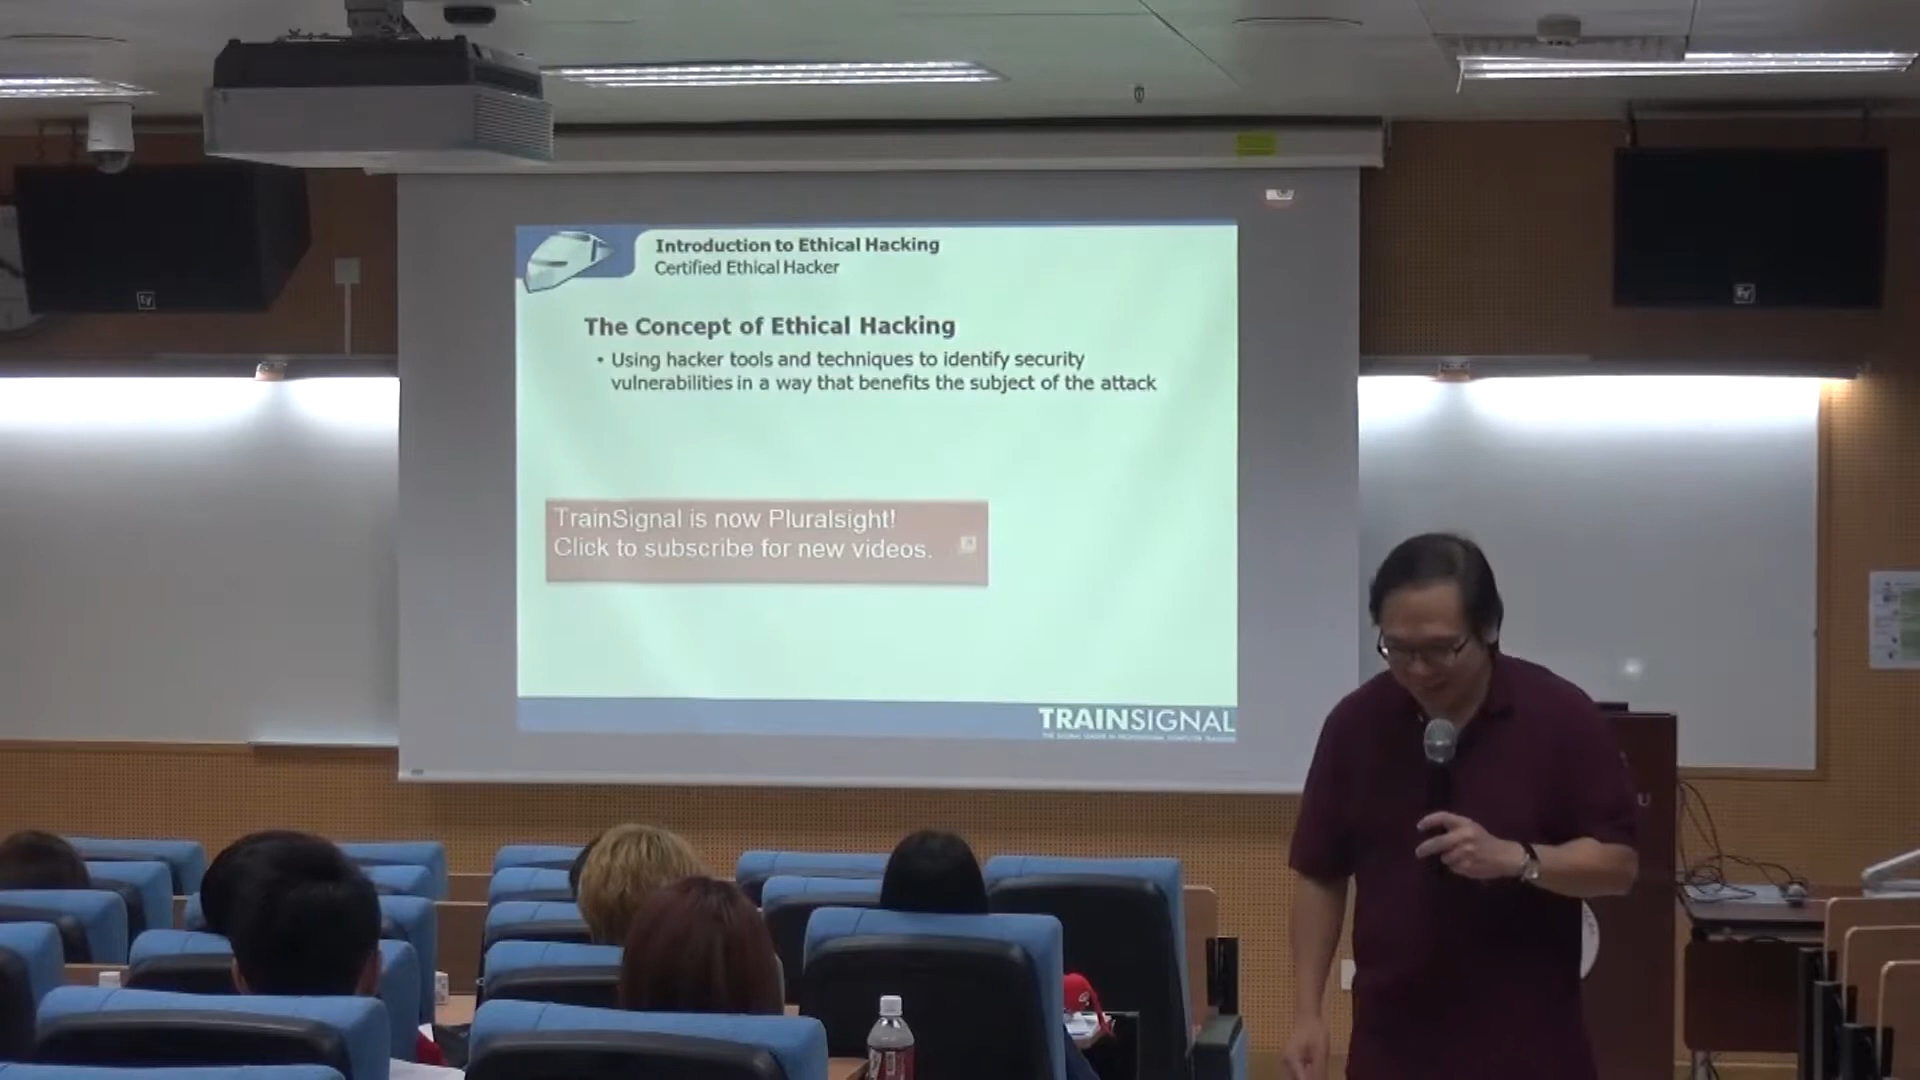 Introduction to Ethical Hacking
Certified Ethical Hacker
The Concept of Ethical Hacking
• Using hacker tools and techniques to identify security
vulnerabilities in a way that benefits the subject of the attack
TrainSignal is now Pluralsight!
Click to subscribe for new videos.
TRAINSIGNAL
EV
EV
U